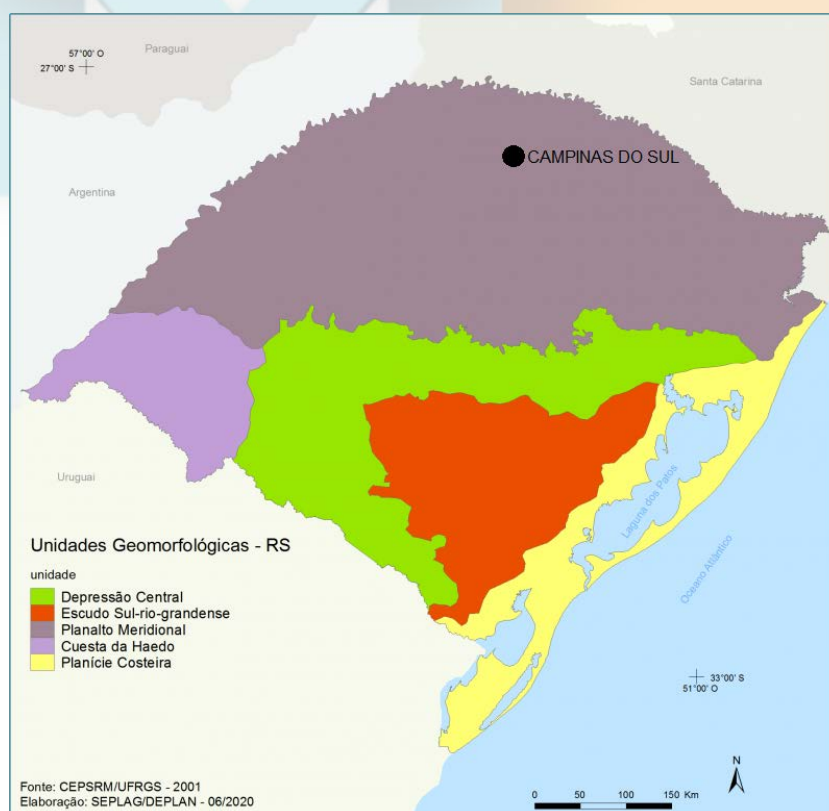 Paraguai
57°00' O
27°00' S
Santa Catarina
CAMPINAS DO SUL
Argentina
Uruguai
Laguna dos Patos
Oceano Atlântico
Unidades Geomorfológicas - RS
unidade
Depressão Central
Escudo Sul-rio-grandense
Planalto Meridional
Cuesta da Haedo
Planície Costeira
33°00' S
51°00' O
N
Fonte: CEPSRM/UFRGS - 2001
Elaboração: SEPLAG/DEPLAN - 06/2020
0 50 100 150 Km